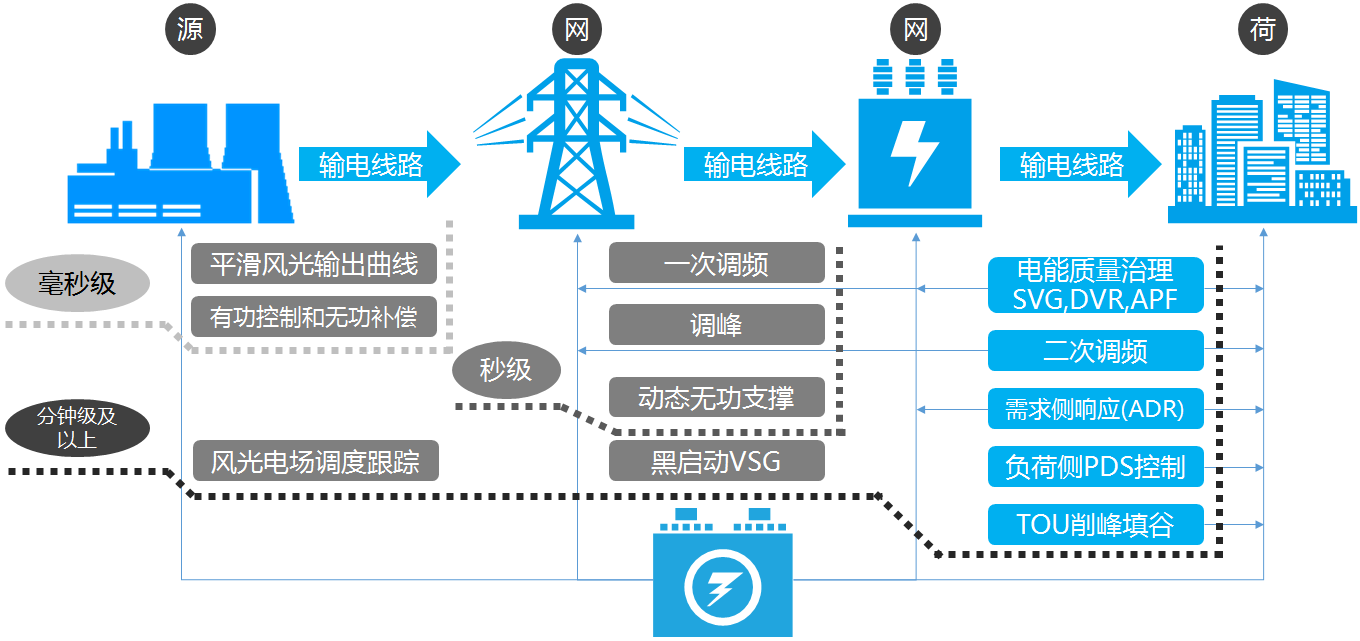 源
网
网
荷
输电线路
输电线路
输电线路
毫秒级
平滑风光输出曲线
有功控制和无功补偿
秒级
一次调频
调峰
动态无功支撑
电能质量治理
SVG,DVR,APF
二次调频
需求侧响应(ADR)
分钟级及
以上
风光电场调度跟踪
黑启动VSG
负荷侧PDS控制
TOU削峰填谷